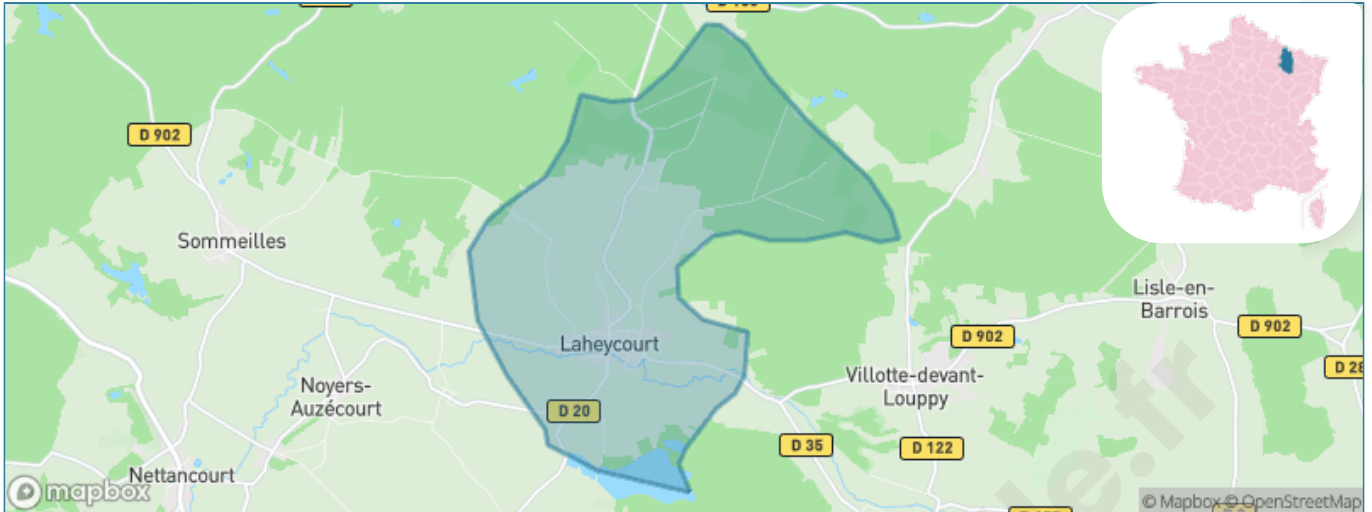 D 902
Sommeilles
Lisle-en-
Barrois
D 902
D 902
Laheycourt
Villotte-devant-
Louppy
D 28
Noyers-
Auzécourt
D 20
D 35
D 122
Nettancourt
mapbox
© Mapbox © OpenStreetMap